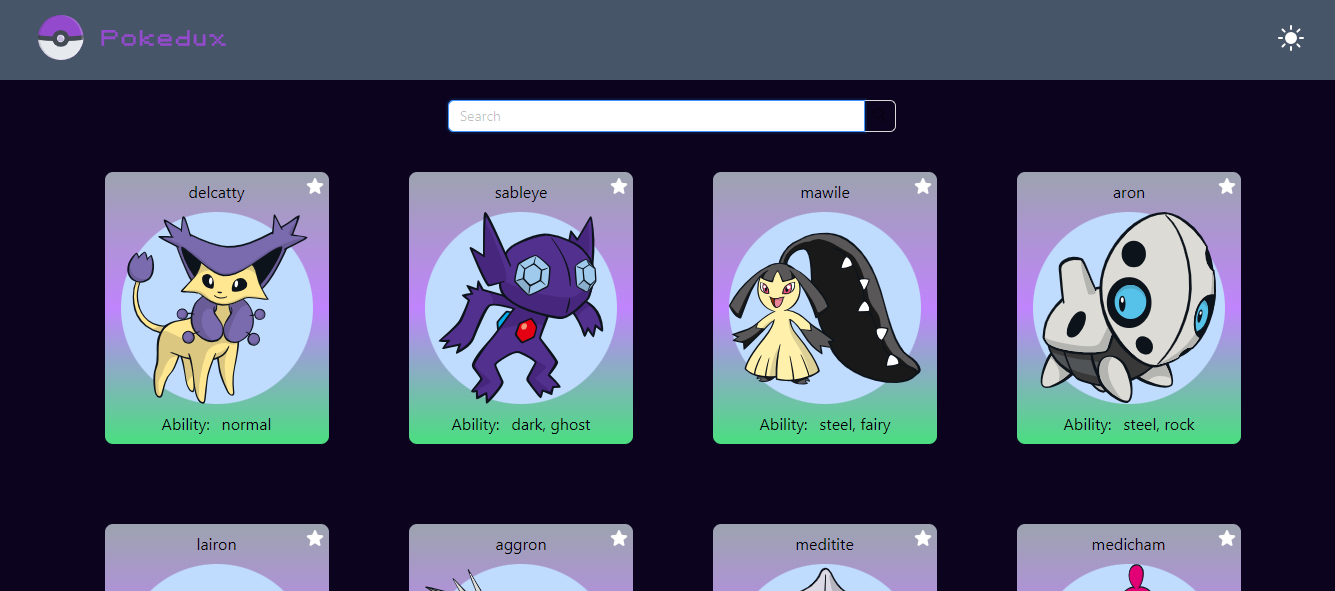 Pokedux
Search
delcatty
sableye
mawile
aron
Ability: normal
Ability: dark, ghost
Ability: steel, fairy
Ability: steel, rock
lairon
aggron
meditite
medicham